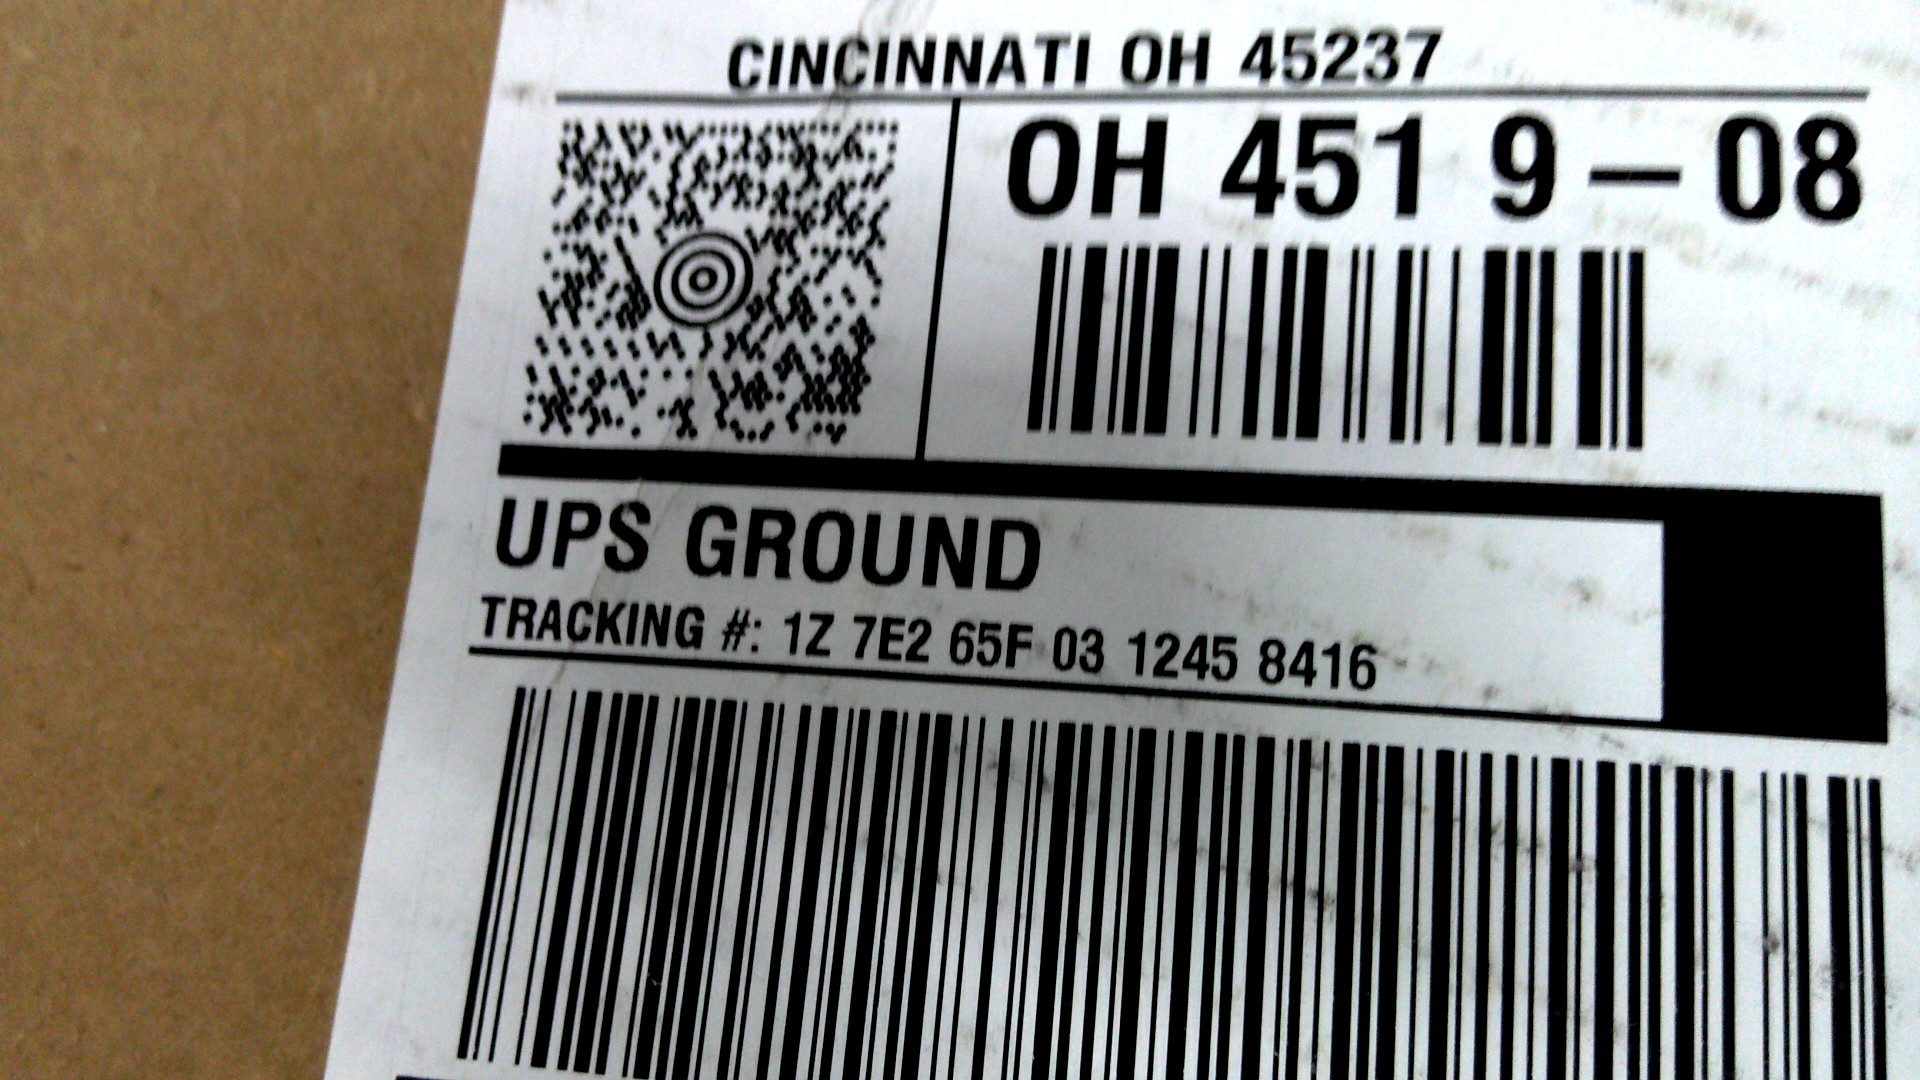 CINCINNATI OH 45237
OH 451 9-08
UPS GROUND
TRACKING #: 1Z 7E2 65F 03 1245 8416